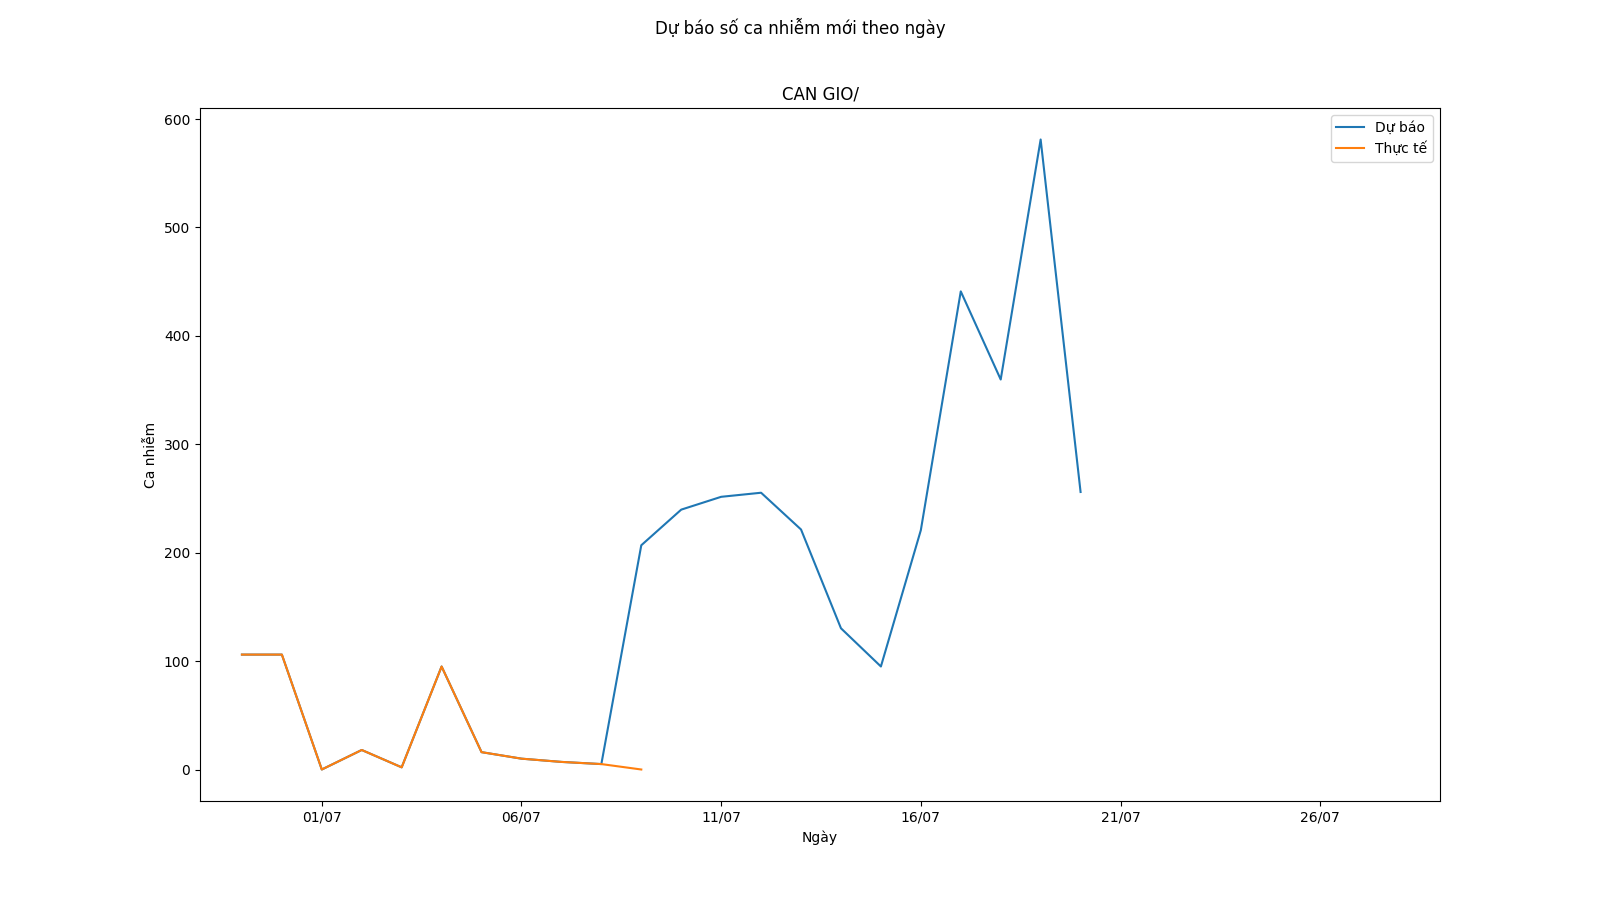 Dự báo số ca nhiễm mới theo ngày
CAN GIO/
Dự báo
Thực tế
600
500
400
300
200
100
0
Ca nhiễm
01/07 06/07 11/07 16/07 21/07 26/07
Ngày